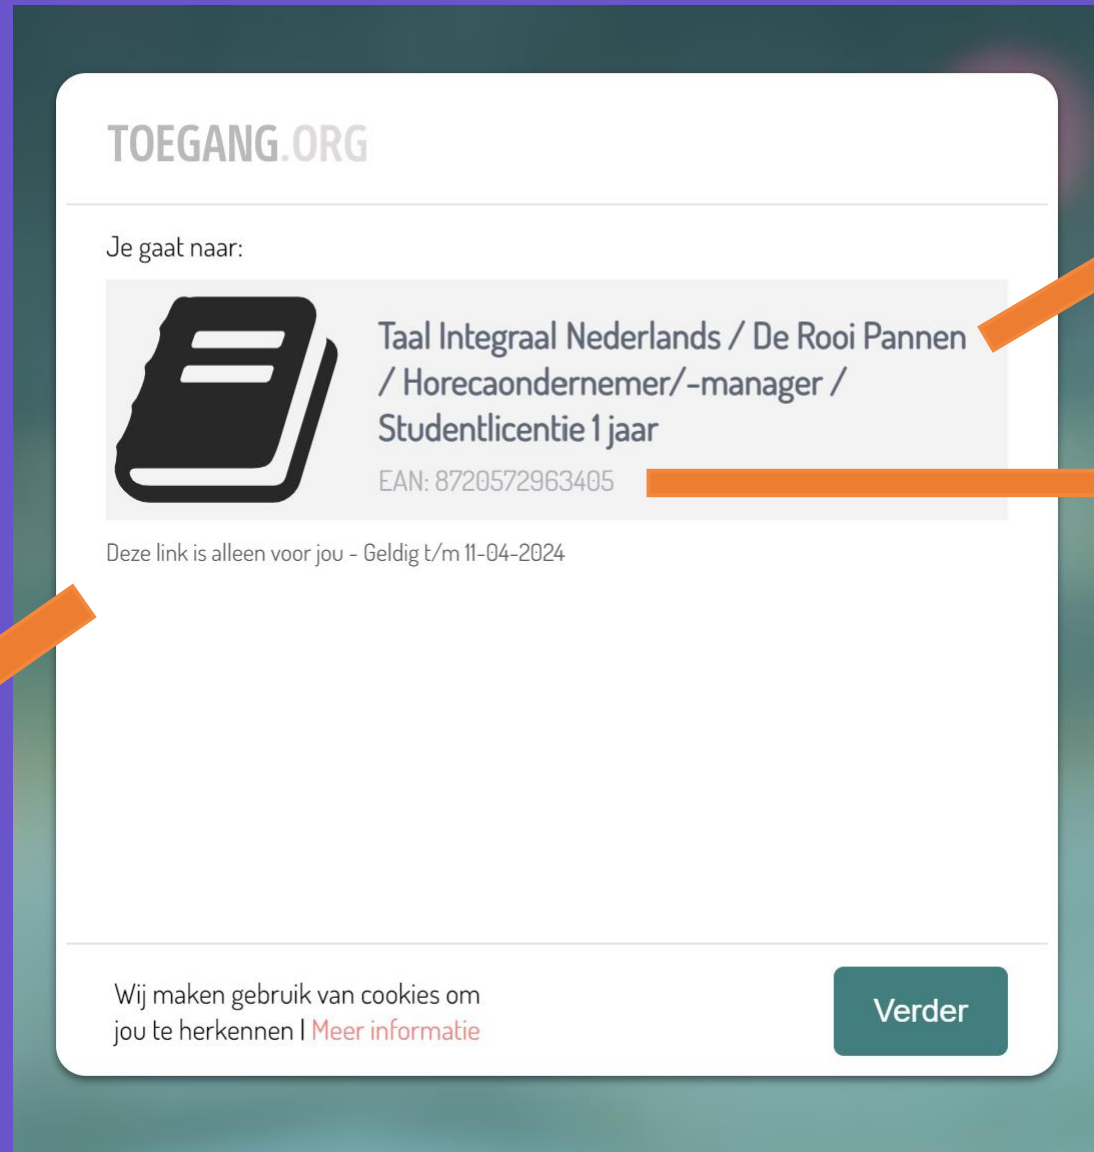 TOEGANG.ORG
Je gaat naar:
Taal Integraal Nederlands / De Rooi Pannen
/ Horecaondernemer/-manager /
Studentlicentie 1 jaar
EAN: 8720572963405
Deze link is alleen voor jou - Geldig t/m 11-04-2024
Wij maken gebruik van cookies om
jou te herkennen | Meer informatie
Verder